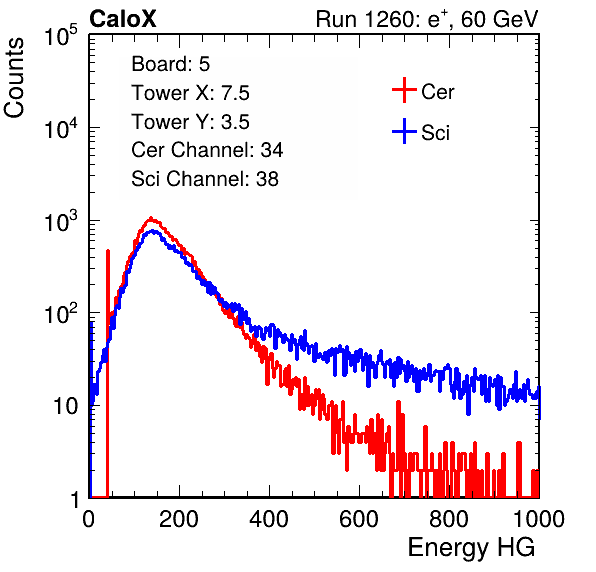 CaloX Run 1260: e⁺, 60 GeV
Counts
Board: 5
Tower X: 7.5
Tower Y: 3.5
Cer Channel: 34
Sci Channel: 38
Cer
Sci
10⁵
10⁴
10³
10²
10
1
0 200 400 600 800 1000
Energy HG